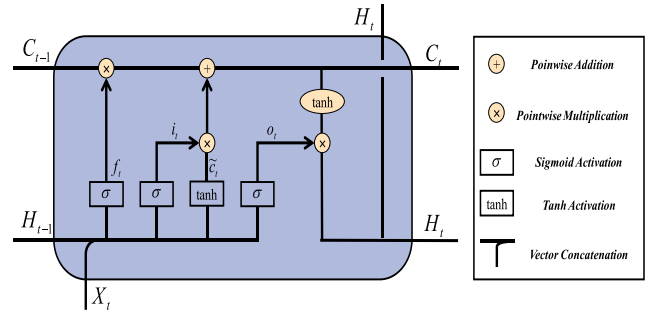 H_t
C_{t-1}
C_t
×
+
tanh
i_t
o_t
×
×
f_t
c̃_t
σ
σ
tanh
σ
H_{t-1}
H_t
X_t
+ Poinwise Addition
× Pointwise Multiplication
σ Sigmoid Activation
tanh Tanh Activation
Vector Concatenation